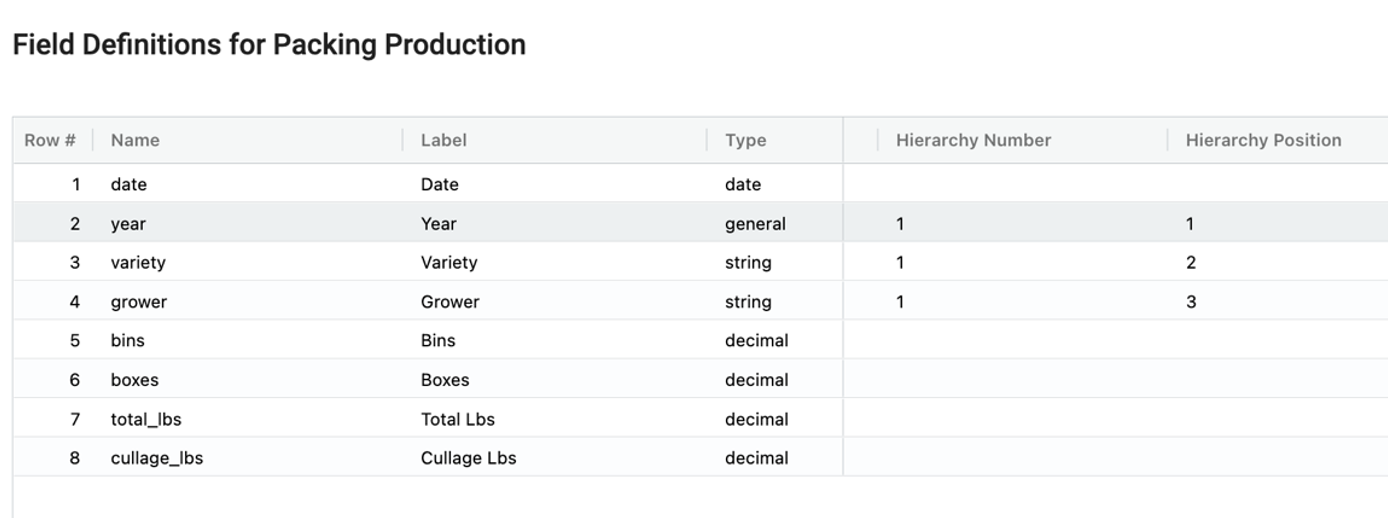 Field Definitions for Packing Production
Row # Name Label Type Hierarchy Number Hierarchy Position
1 date Date date
2 year Year general 1 1
3 variety Variety string 1 2
4 grower Grower string 1 3
5 bins Bins decimal
6 boxes Boxes decimal
7 total_lbs Total Lbs decimal
8 cullage_lbs Cullage Lbs decimal